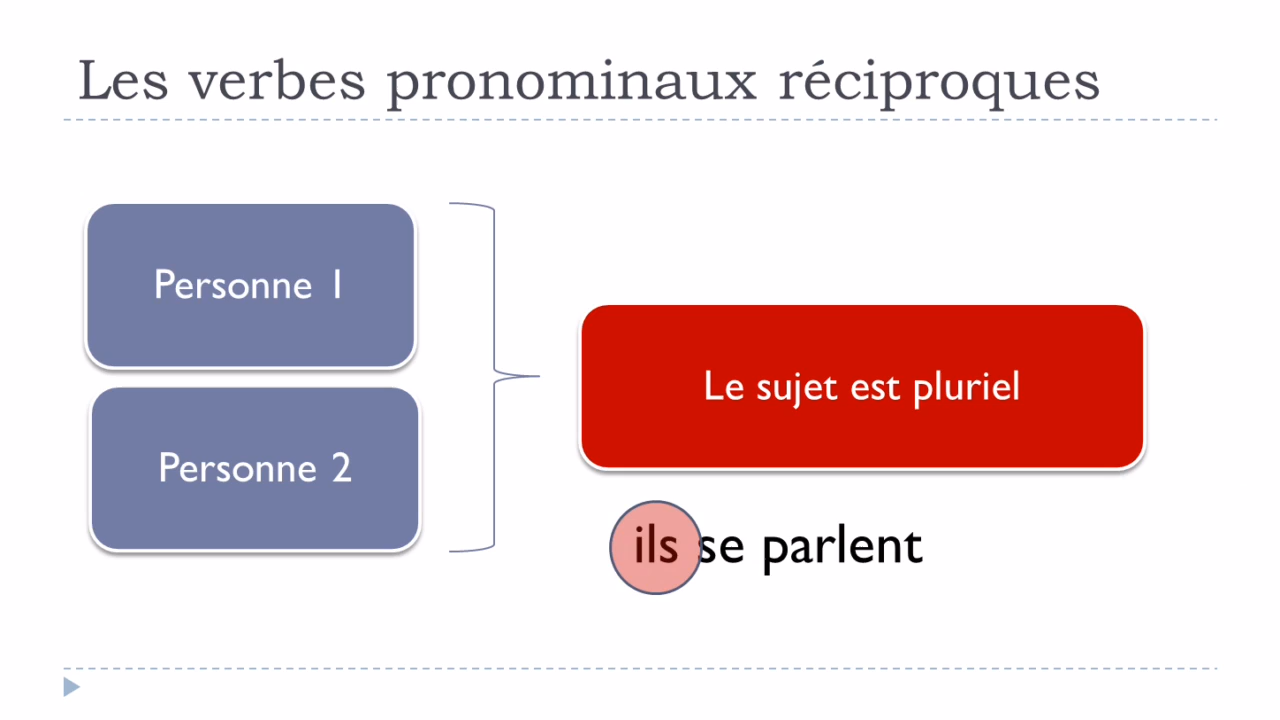 Les verbes pronominaux réciproques
Personne 1
Personne 2
Le sujet est pluriel
ils se parlent